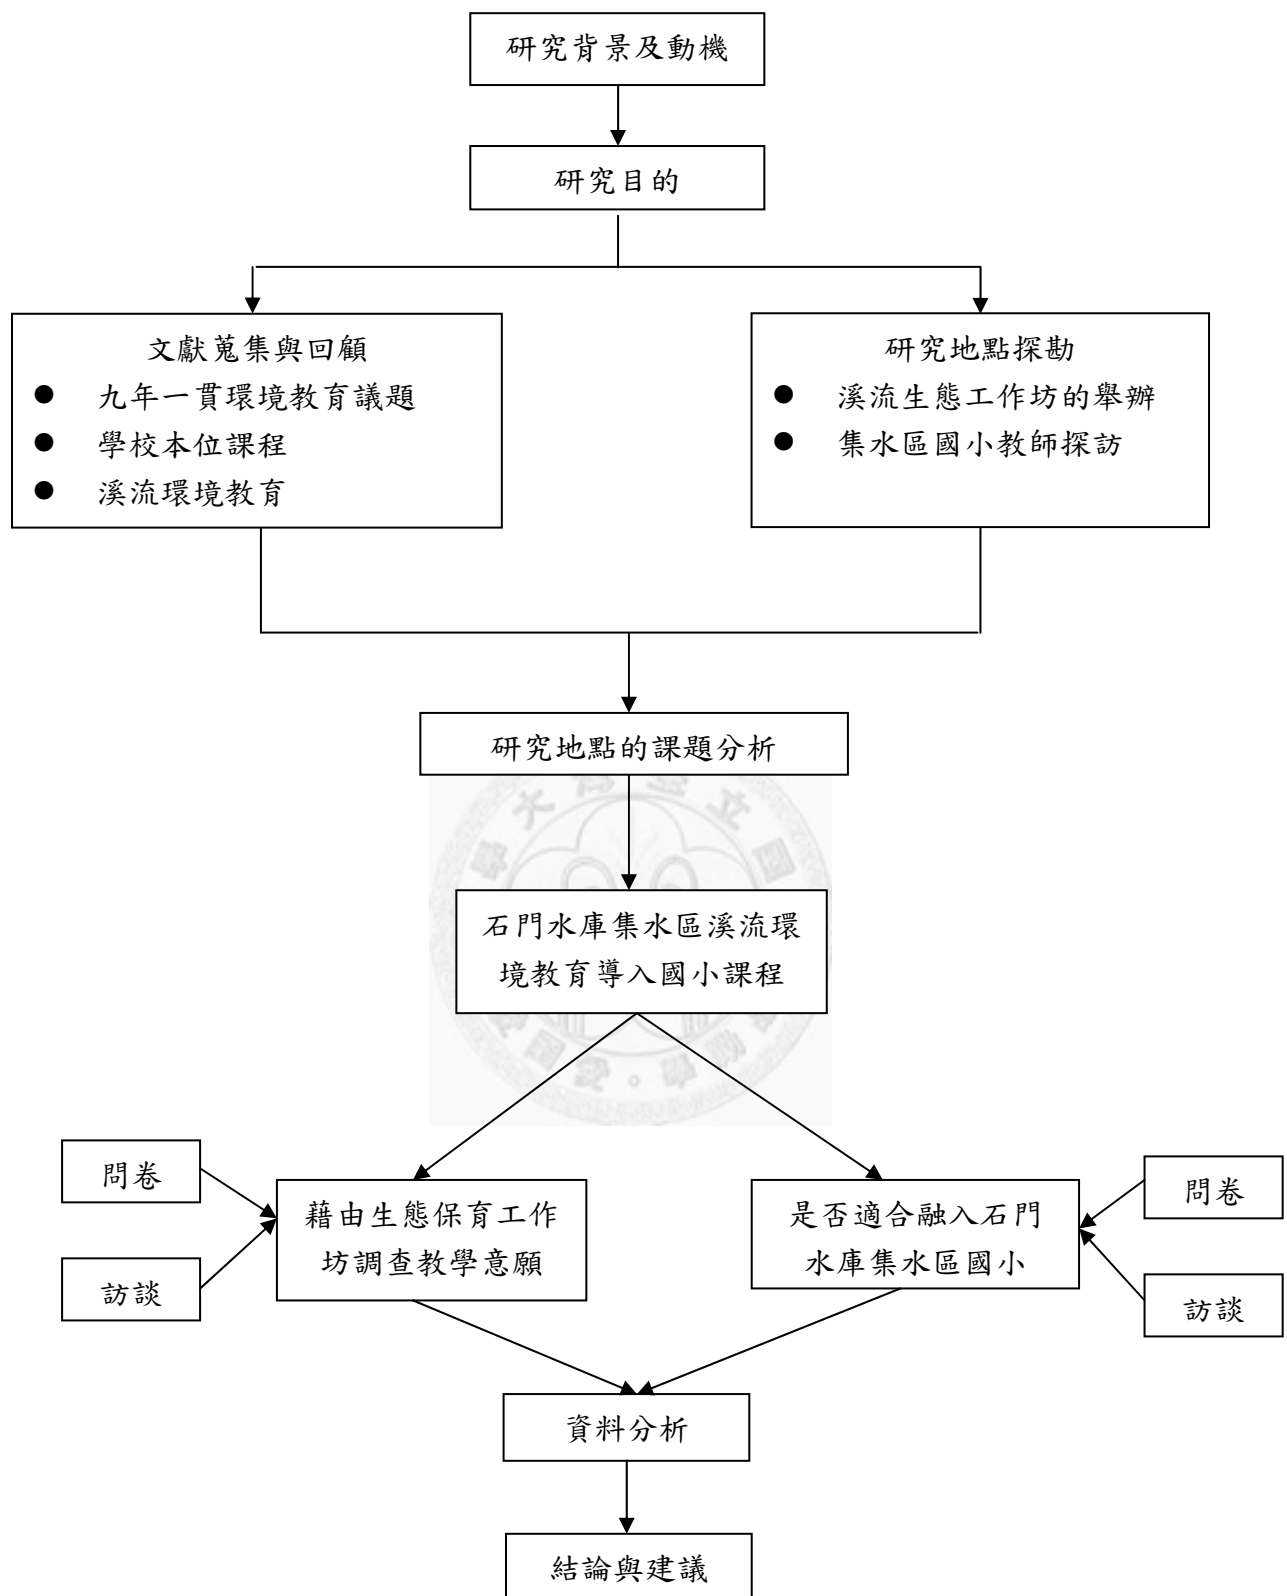 研究背景及動機
研究目的
文獻蒐集與回顧
● 九年一貫環境教育議題
● 學校本位課程
● 溪流環境教育
研究地點探勘
● 溪流生態工作坊的舉辦
● 集水區國小教師探訪
研究地點的課題分析
石門水庫集水區溪流環
境教育導入國小課程
問卷
訪談
藉由生態保育工作
坊調查教學意願
是否適合融入石門
水庫集水區國小
問卷
訪談
資料分析
結論與建議